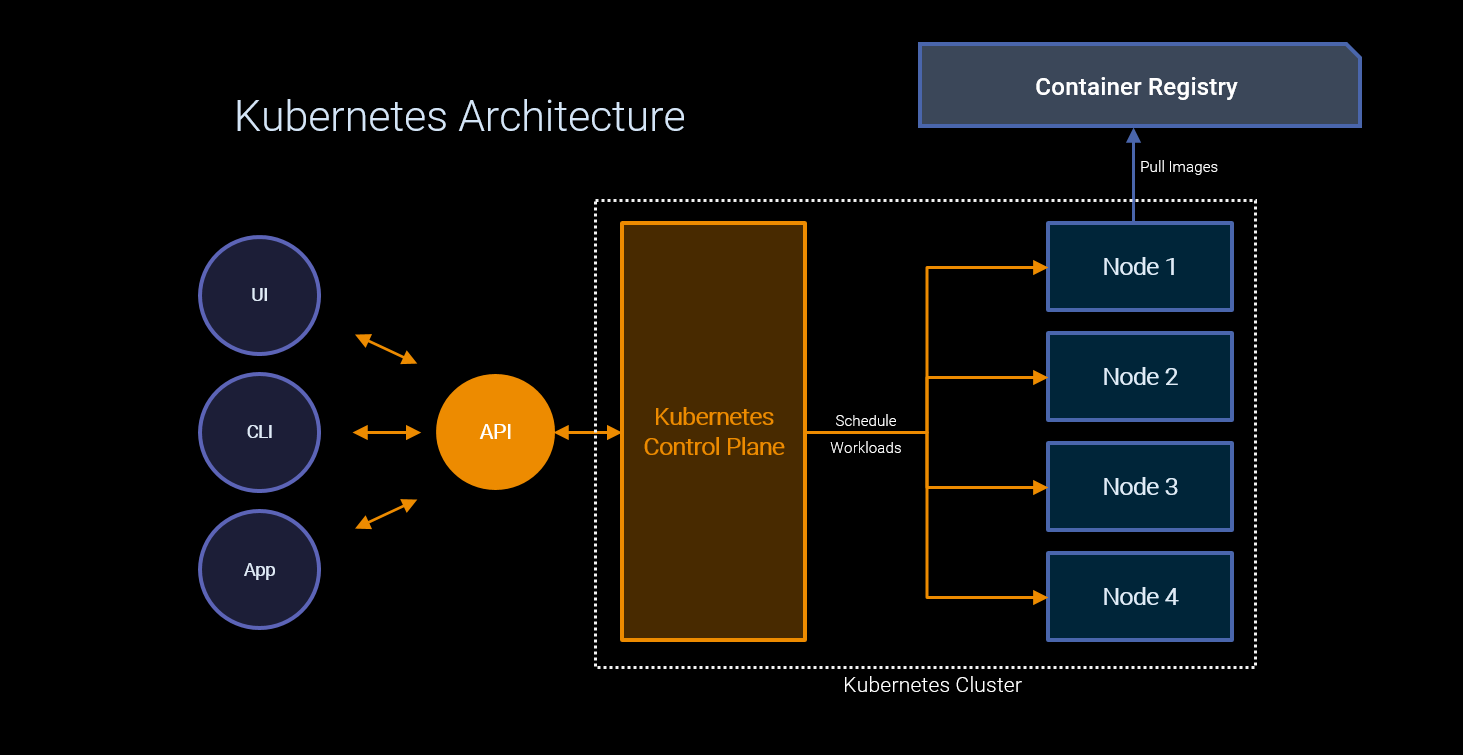 Container Registry
Kubernetes Architecture
Pull Images
UI
CLI
App
API
Kubernetes
Control Plane
Schedule
Workloads
Node 1
Node 2
Node 3
Node 4
Kubernetes Cluster